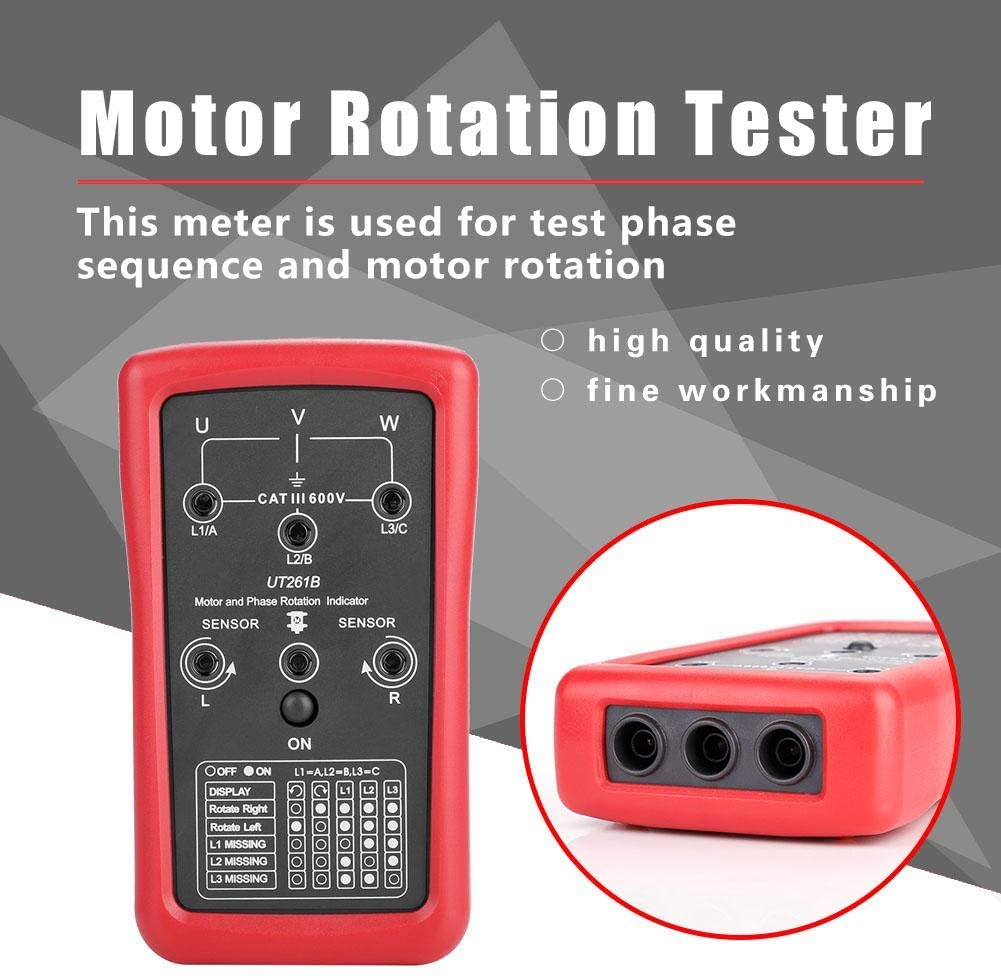 Motor Rotation Tester
This meter is used for test phase
sequence and motor rotation
high quality
fine workmanship
U V W
CAT III 600V
L1/A L3/C
L2/B
UT261B
Motor and Phase Rotation Indicator
SENSOR SENSOR
M
L R
ON
OFF ON L1=A,L2=B,L3=C
DISPLAY L1 L2 L3
Rotate Right
Rotate Left
L1 MISSING
L2 MISSING
L3 MISSING